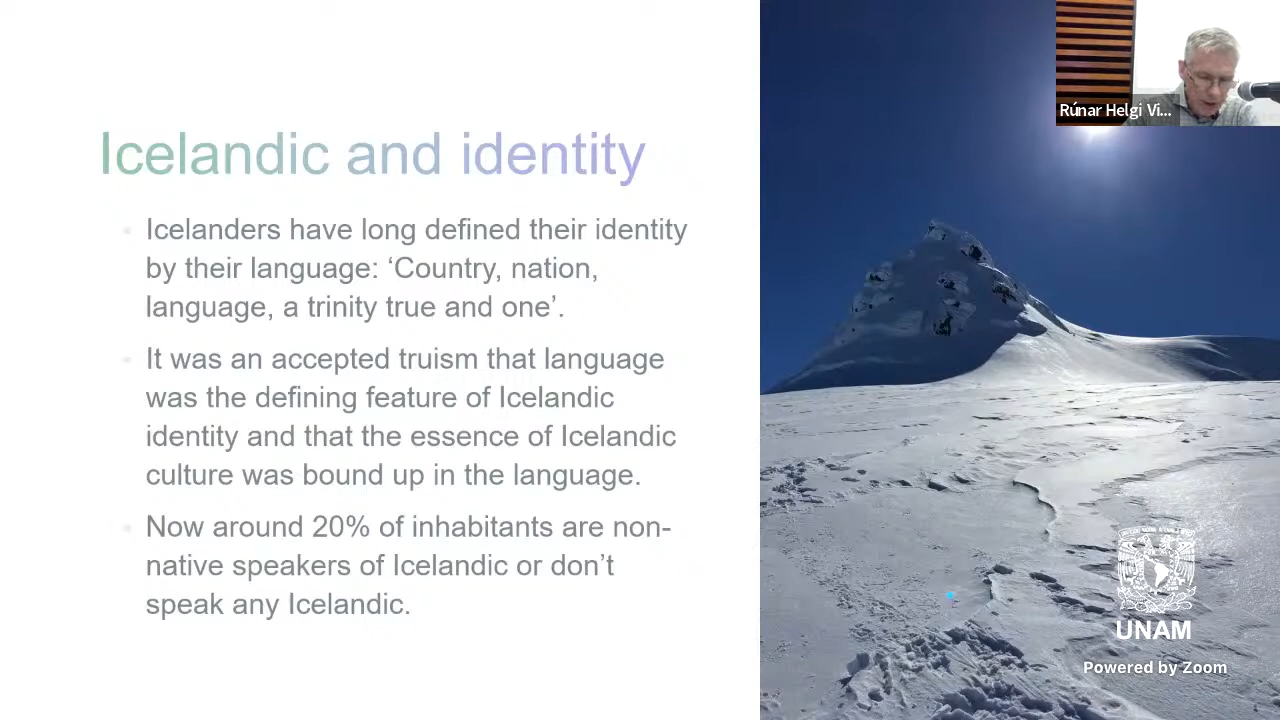 Rúnar Helgi Vi...
Icelandic and identity
Icelanders have long defined their identity
by their language: ‘Country, nation,
language, a trinity true and one’.
It was an accepted truism that language
was the defining feature of Icelandic
identity and that the essence of Icelandic
culture was bound up in the language.
Now around 20% of inhabitants are non-
native speakers of Icelandic or don’t
speak any Icelandic.
UNAM
Powered by Zoom